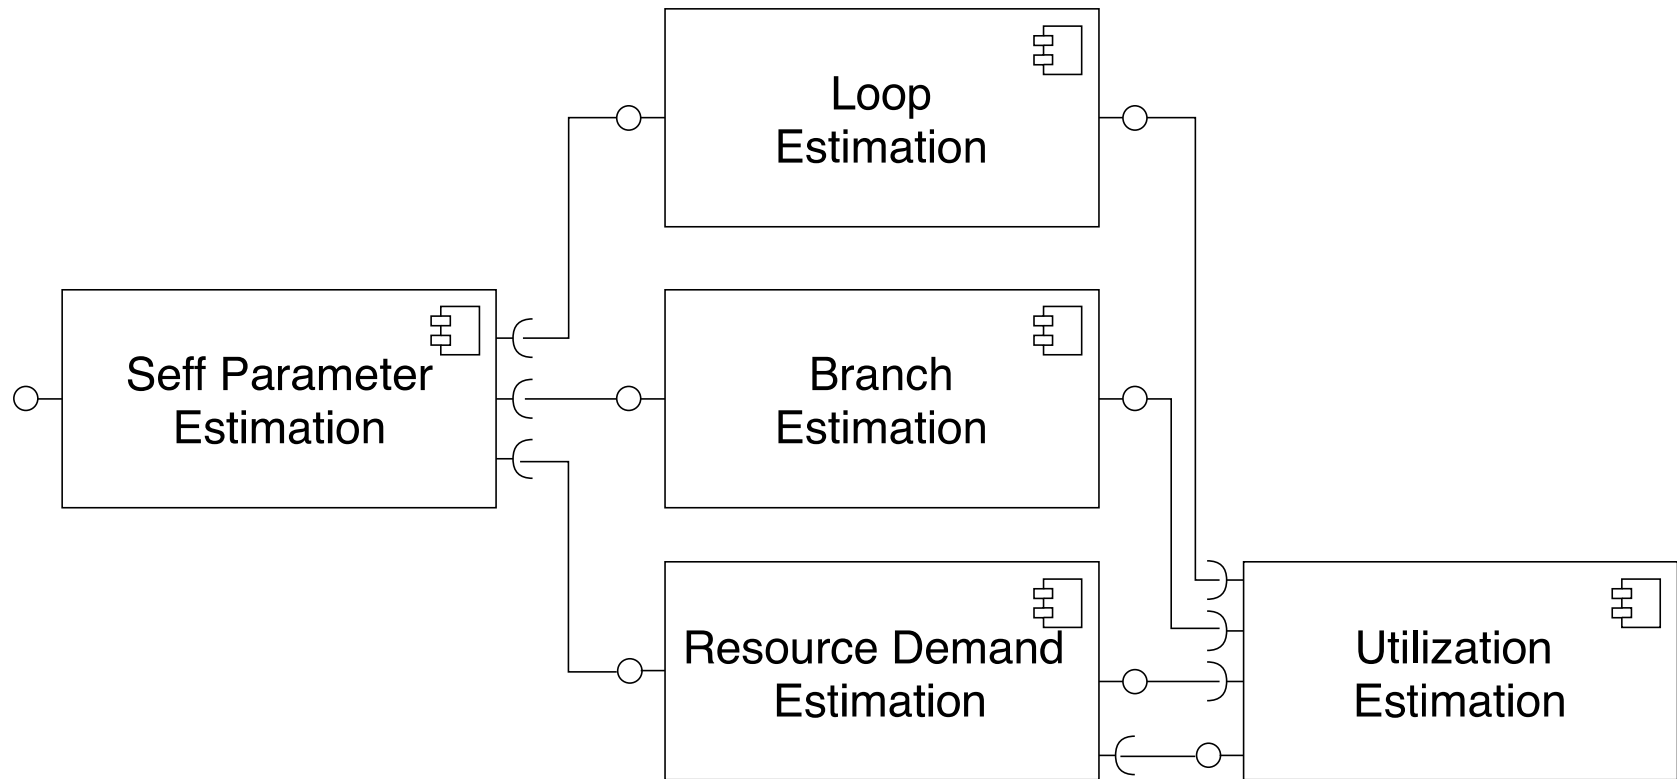 Loop
Estimation
Seff Parameter
Estimation
Branch
Estimation
Resource Demand
Estimation
Utilization
Estimation